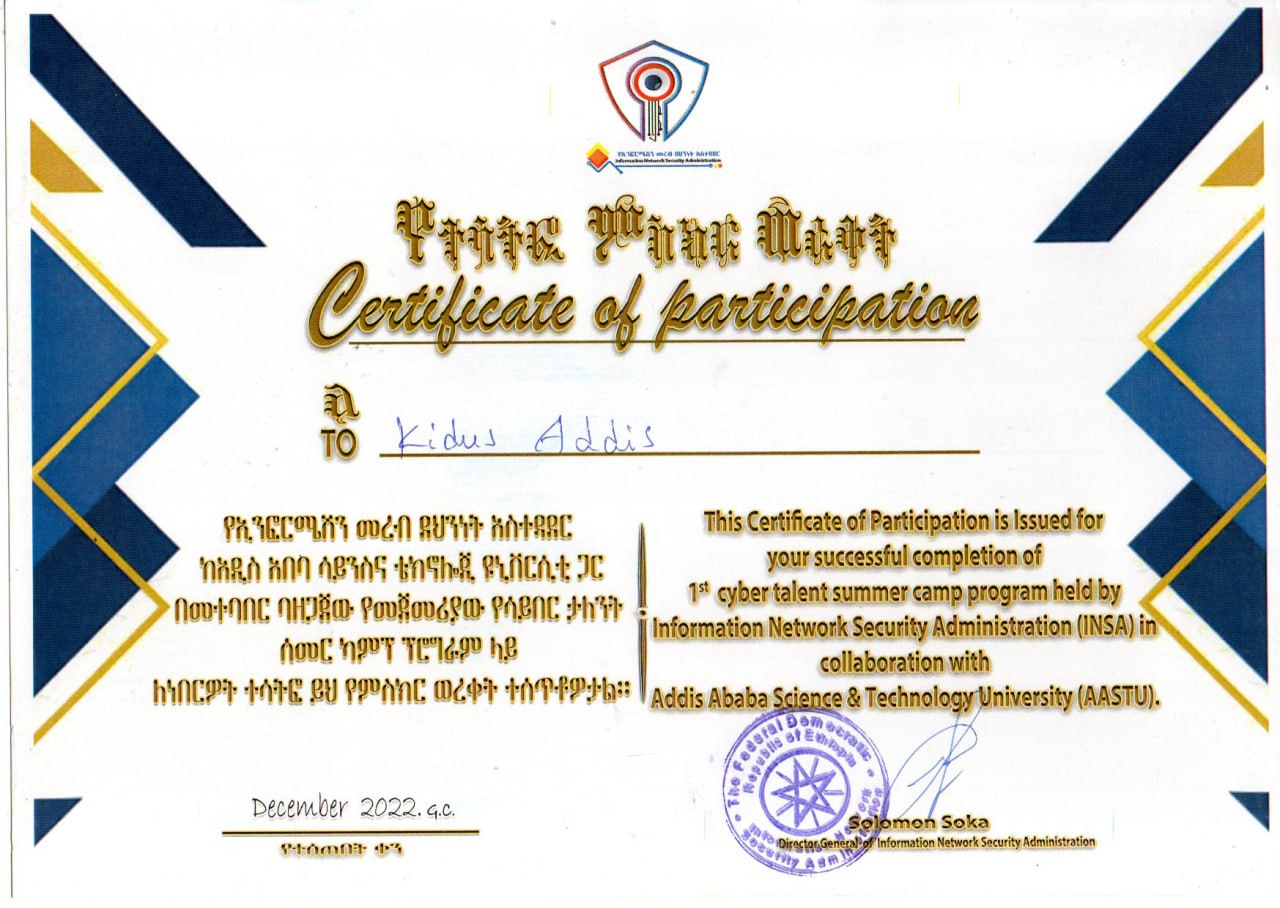 የኢንፎርሜሽን መረብ ደህንነት አስተዳደር
Information Network Security Administration
የተሳትፎ ምስክር ወረቀት
Certificate of participation
ለ
TO Kidus Addis
የኢንፎርሜሽን መረብ ደህንነት አስተዳደር
ከአዲስ አበባ ሳይንስና ቴክኖሎጂ ዩኒቨርሲቲ ጋር
በመተባበር ባዘጋጀው የመጀመሪያው የሳይበር ታለንት
ሰመር ካምፕ ፕሮግራም ላይ
ለነበርዎት ተሳትፎ ይህ የምስክር ወረቀት ተሰጥቶዎታል።
This Certificate of Participation is Issued for
your successful completion of
1st cyber talent summer camp program held by
Information Network Security Administration (INSA) in
collaboration with
Addis Ababa Science & Technology University (AASTU).
The Federal Democratic
Republic of Ethiopia
Information Network
Security Administration
December 2022. G.C.
የተሰጠበት ቀን
Solomon Soka
Director General of Information Network Security Administration